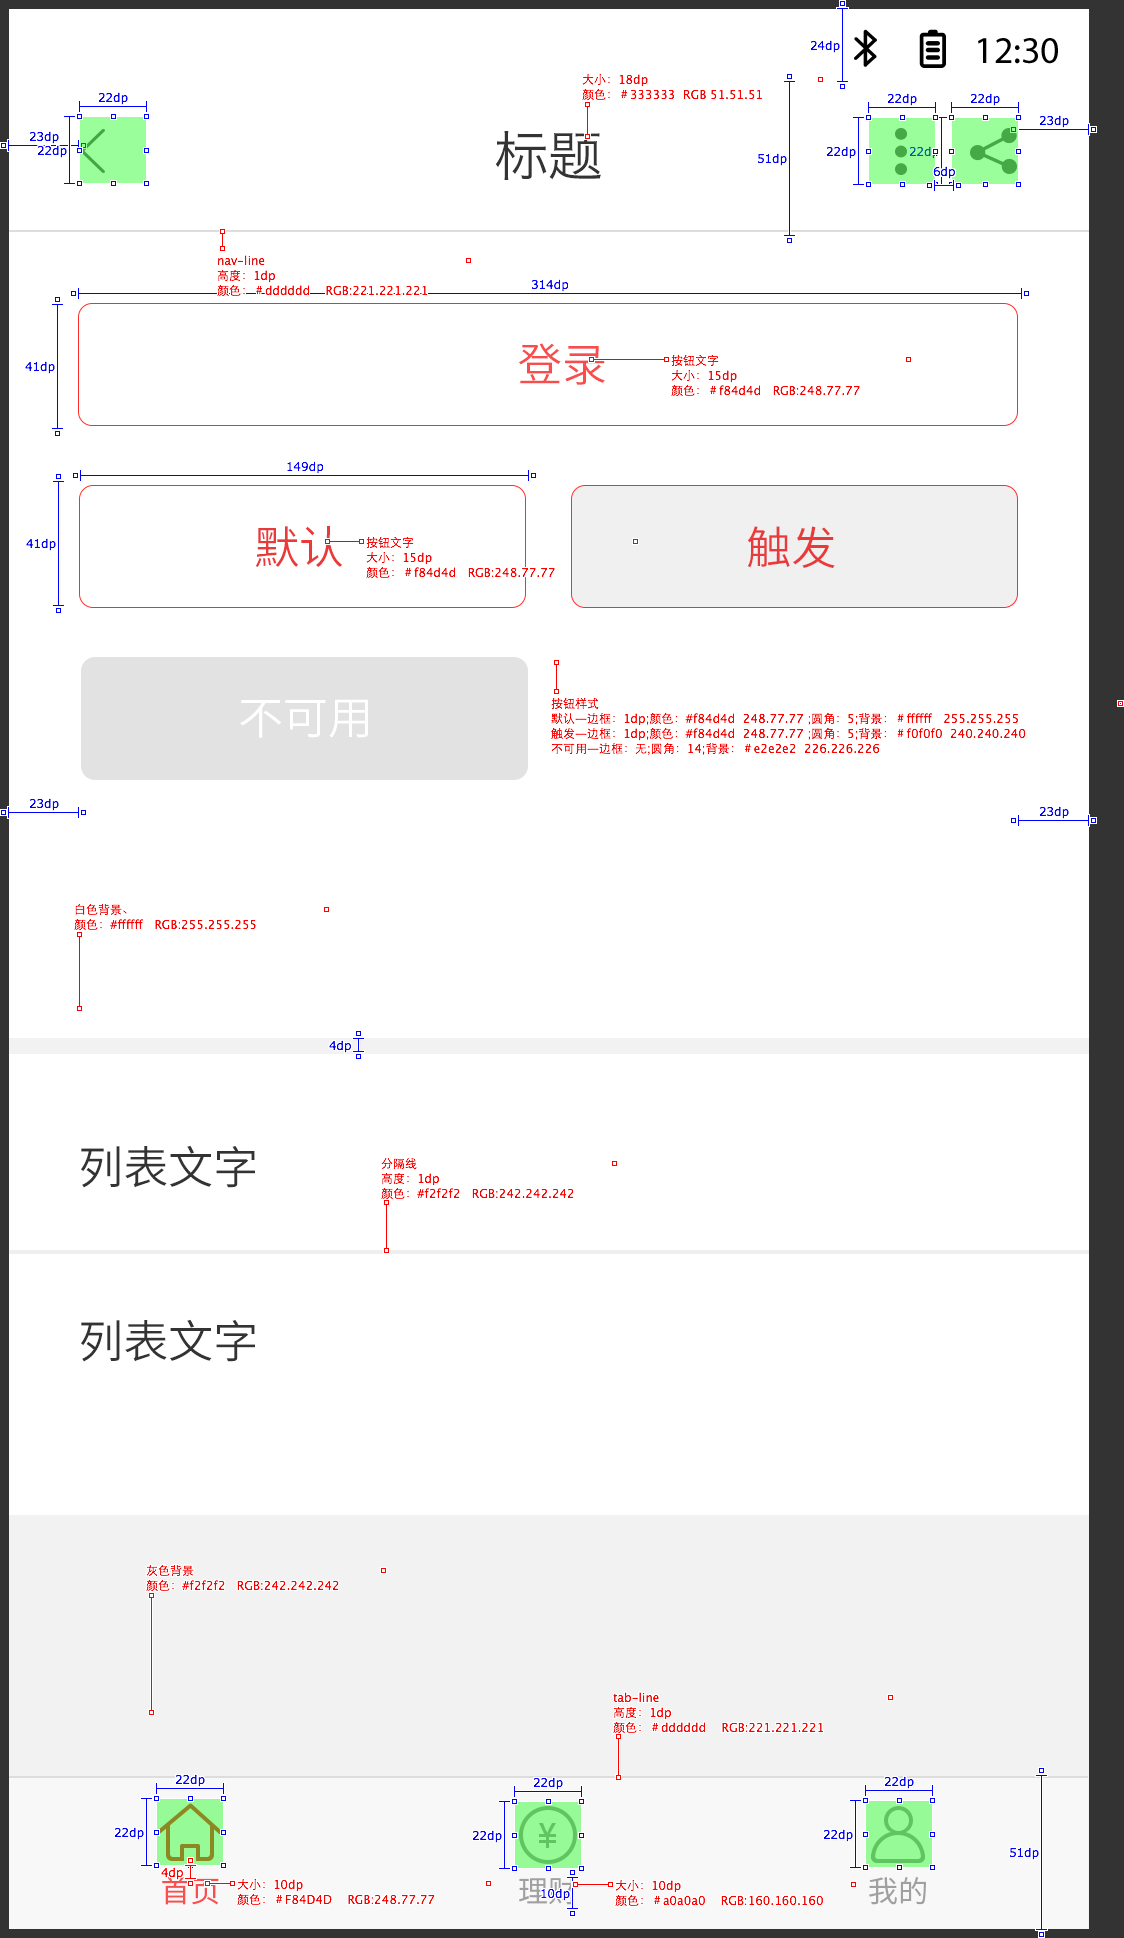 24dp
12:30
大小：18dp
颜色：＃333333 RGB 51.51.51
22dp
22dp
22dp
23dp
22dp
标题
51dp
22dp
22d
23dp
6dp
nav-line
高度：1dp
颜色：＃dddddd RGB:221.221.221
314dp
41dp
登录
按钮文字
大小：15dp
颜色：＃f84d4d RGB:248.77.77
149dp
41dp
默认
按钮文字
大小：15dp
颜色：＃f84d4d RGB:248.77.77
触发
不可用
按钮样式
默认—边框：1dp;颜色：#f84d4d 248.77.77 ;圆角：5;背景：＃ffffff 255.255.255
触发—边框：1dp;颜色：#f84d4d 248.77.77 ;圆角：5;背景：＃f0f0f0 240.240.240
不可用—边框：无;圆角：14;背景：＃e2e2e2 226.226.226
23dp
23dp
白色背景、
颜色：#ffffff RGB:255.255.255
4dp
列表文字
分隔线
高度：1dp
颜色：#f2f2f2 RGB:242.242.242
列表文字
灰色背景
颜色：#f2f2f2 RGB:242.242.242
tab-line
高度：1dp
颜色：＃dddddd RGB:221.221.221
22dp
22dp
22dp
22dp
22dp
¥
22dp
51dp
4dp
首页
大小：10dp
颜色：＃F84D4D RGB:248.77.77
理财
10dp
大小：10dp
颜色：＃a0a0a0 RGB:160.160.160
我的